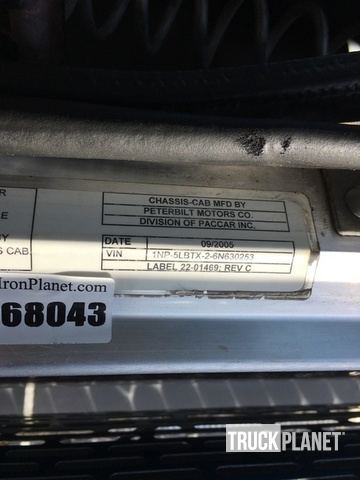 CHASSIS-CAB MFD BY
PETERBILT MOTORS CO.
DIVISION OF PACCAR INC.
DATE 09/2005
VIN 1NP-5LBTX-2-6N630253
LABEL 22-01469; REV C
CAB
IronPlanet.com
68043
TRUCKPLANET